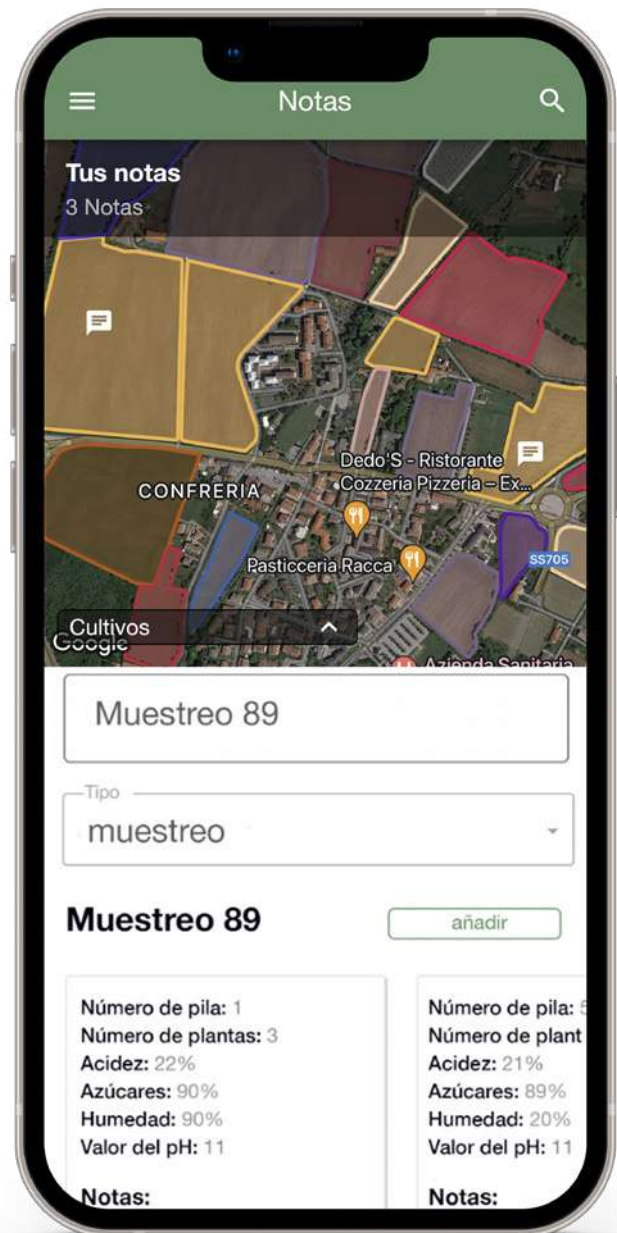 Notas
Tus notas
3 Notas
Dedo'S - Ristorante
Cozzeria Pizzeria – Ex...
CONFRERIA
Pasticceria Racca
SS705
Cultivos
Google
Azienda Sanitaria
Muestreo 89
Tipo
muestreo
Muestreo 89
añadir
Número de pila: 1
Número de plantas: 3
Acidez: 22%
Azúcares: 90%
Humedad: 90%
Valor del pH: 11
Notas:
Número de pila:
Número de plant
Acidez: 21%
Azúcares: 89%
Humedad: 20%
Valor del pH: 11
Notas: